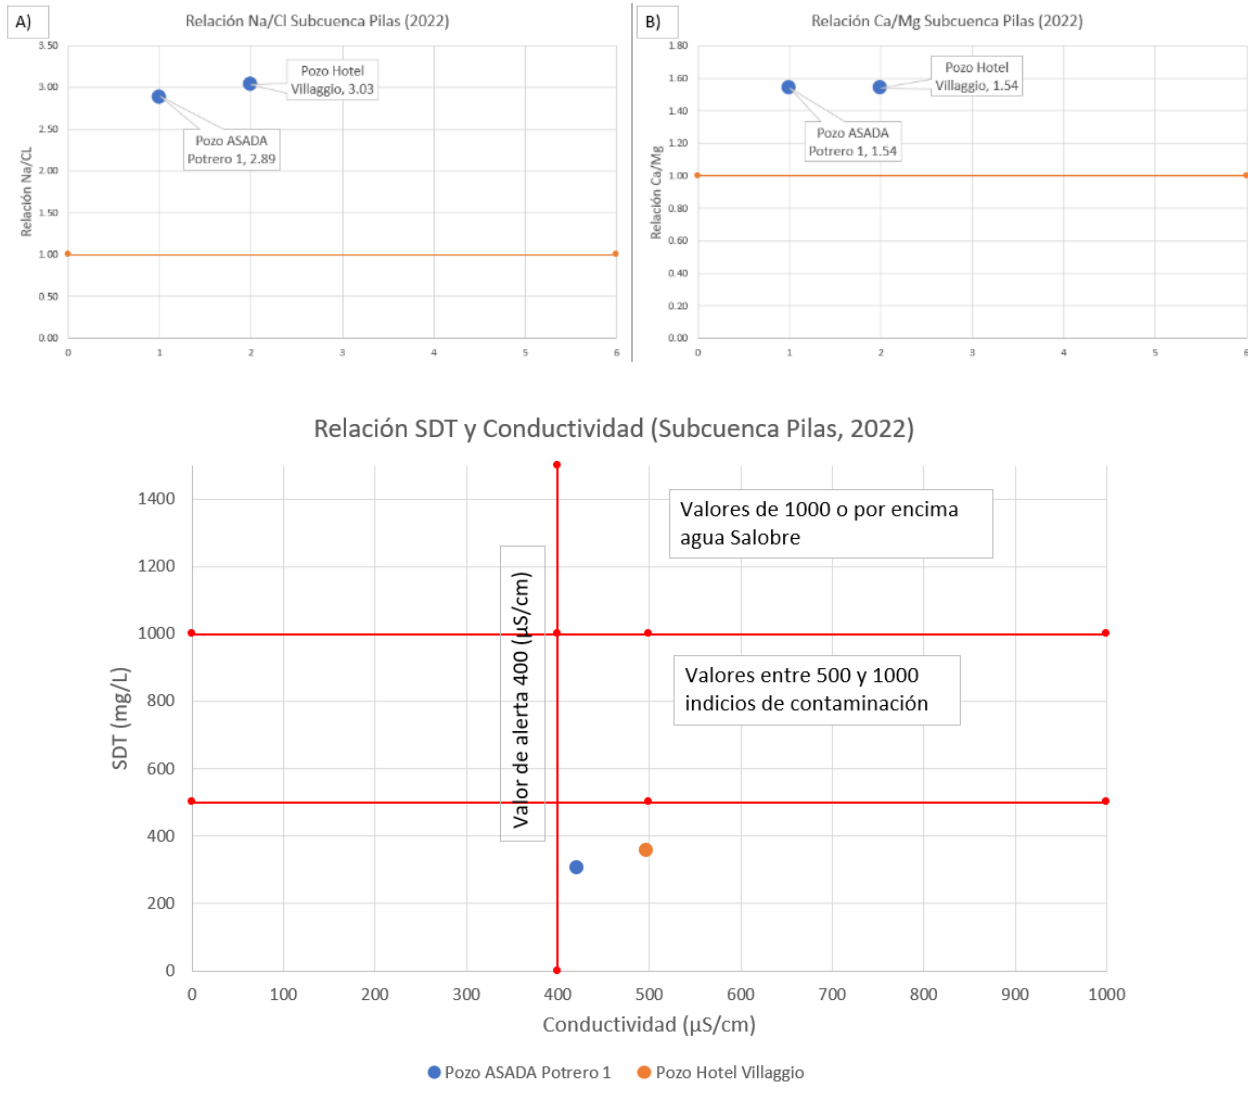 A)
Relación Na/Cl Subcuenca Pilas (2022)
3.50
3.00
2.50
2.00
1.50
1.00
0.50
0.00
Relación Na/CL
Pozo Hotel
Villaggio, 3.03
Pozo ASADA
Potrero 1, 2.89
0 1 2 3 4 5 6
B)
Relación Ca/Mg Subcuenca Pilas (2022)
1.80
1.60
1.40
1.20
1.00
0.80
0.60
0.40
0.20
0.00
Relación Ca/Mg
Pozo Hotel
Villaggio, 1.54
Pozo ASADA
Potrero 1, 1.54
0 1 2 3 4 5 6
Relación SDT y Conductividad (Subcuenca Pilas, 2022)
1400
1200
1000
800
600
400
200
0
SDT (mg/L)
Valor de alerta 400 (µS/cm)
Valores de 1000 o por encima
agua Salobre
Valores entre 500 y 1000
indicios de contaminación
0 100 200 300 400 500 600 700 800 900 1000
Conductividad (µS/cm)
Pozo ASADA Potrero 1 Pozo Hotel Villaggio